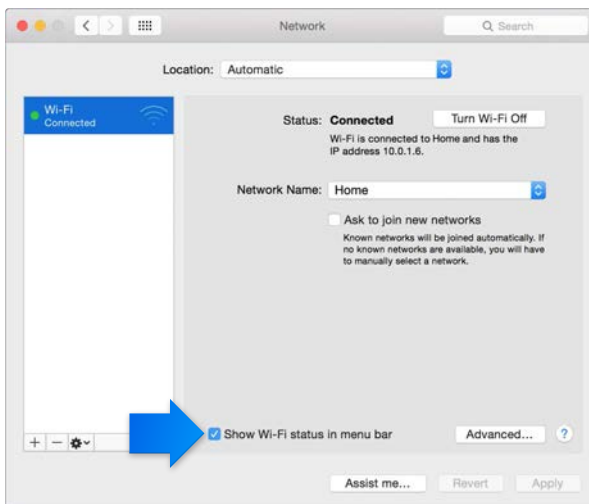 Network
Search
Location: Automatic
Wi-Fi
Connected
Status: Connected
Turn Wi-Fi Off
Wi-Fi is connected to Home and has the
IP address 10.0.1.6.
Network Name: Home
Ask to join new networks
Known networks will be joined automatically. If
no known networks are available, you will have
to manually select a network.
Show Wi-Fi status in menu bar
Advanced...
?
Assist me...
Revert
Apply